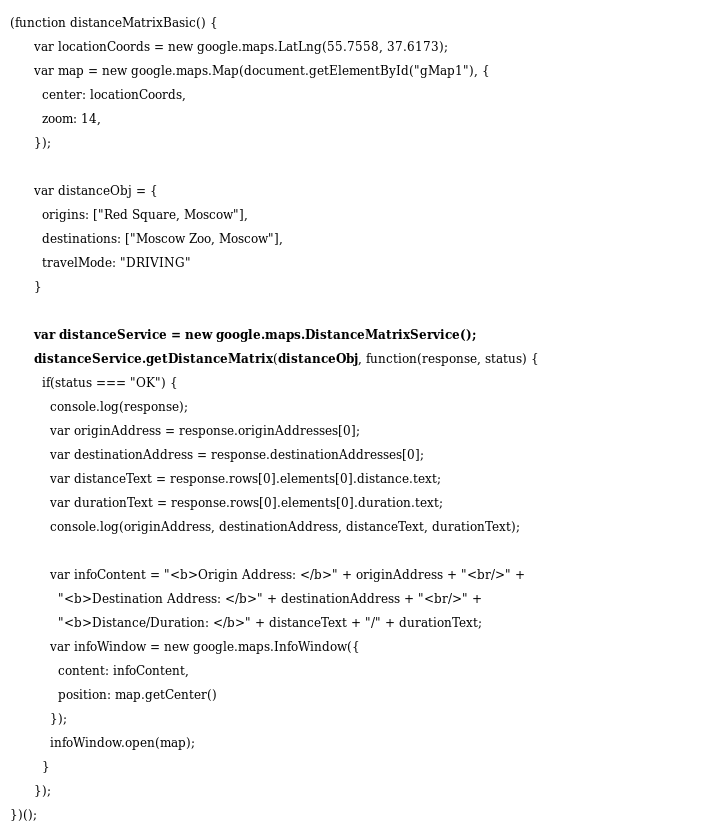 (function distanceMatrixBasic() {
var locationCoords = new google.maps.LatLng(55.7558, 37.6173);
var map = new google.maps.Map(document.getElementById("gMap1"), {
center: locationCoords,
zoom: 14,
});
var distanceObj = {
origins: ["Red Square, Moscow"],
destinations: ["Moscow Zoo, Moscow"],
travelMode: "DRIVING"
}
var distanceService = new google.maps.DistanceMatrixService();
distanceService.getDistanceMatrix(distanceObj, function(response, status) {
if(status === "OK") {
console.log(response);
var originAddress = response.originAddresses[0];
var destinationAddress = response.destinationAddresses[0];
var distanceText = response.rows[0].elements[0].distance.text;
var durationText = response.rows[0].elements[0].duration.text;
console.log(originAddress, destinationAddress, distanceText, durationText);
var infoContent = "<b>Origin Address: </b>" + originAddress + "<br/>" +
"<b>Destination Address: </b>" + destinationAddress + "<br/>" +
"<b>Distance/Duration: </b>" + distanceText + "/" + durationText;
var infoWindow = new google.maps.InfoWindow({
content: infoContent,
position: map.getCenter()
});
infoWindow.open(map);
}
});
})();